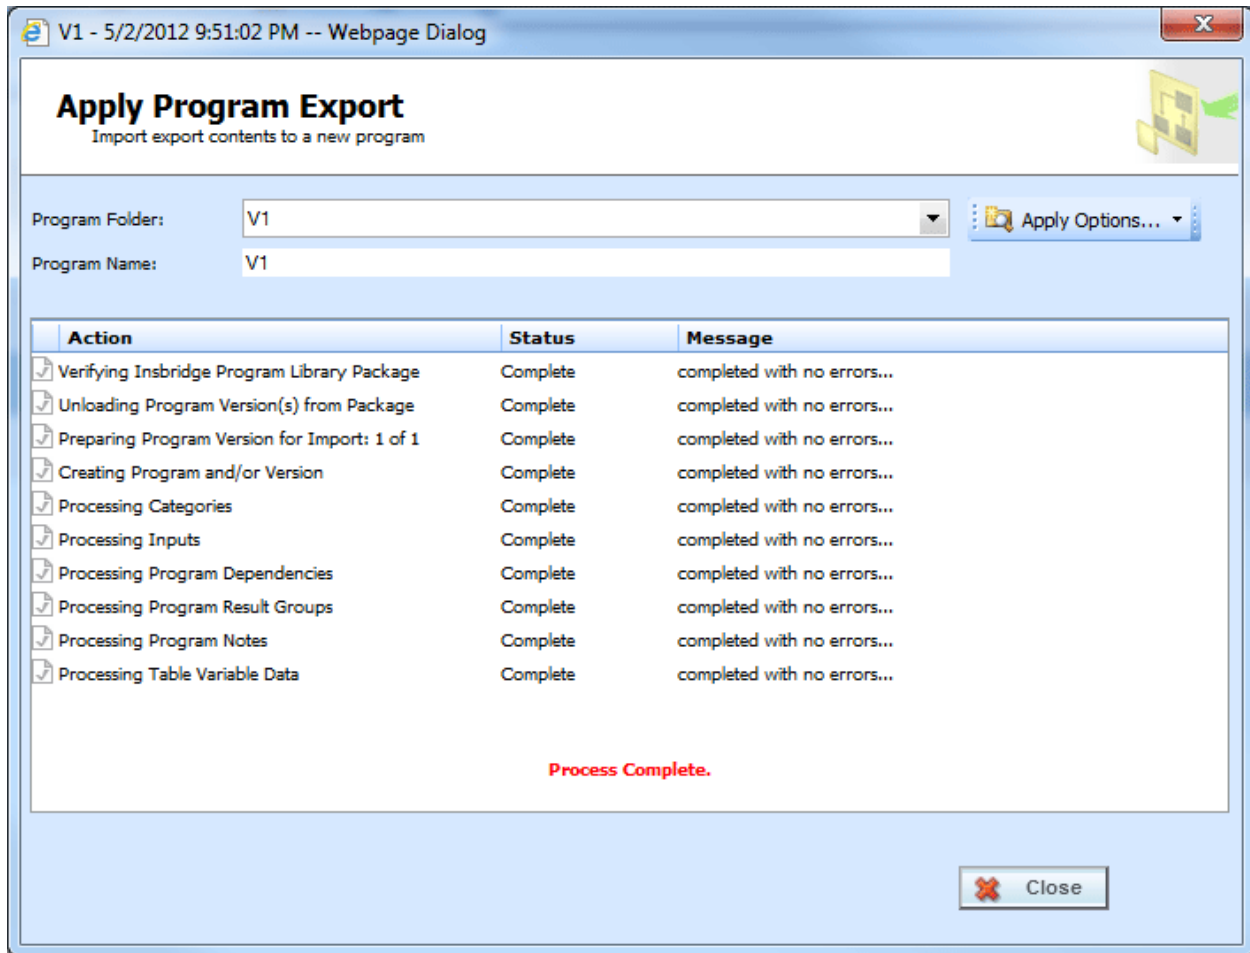 V1 - 5/2/2012 9:51:02 PM -- Webpage Dialog
X
Apply Program Export
Import export contents to a new program
Program Folder: V1 Apply Options...
Program Name: V1
Action Status Message
Verifying Insbridge Program Library Package Complete completed with no errors...
Unloading Program Version(s) from Package Complete completed with no errors...
Preparing Program Version for Import: 1 of 1 Complete completed with no errors...
Creating Program and/or Version Complete completed with no errors...
Processing Categories Complete completed with no errors...
Processing Inputs Complete completed with no errors...
Processing Program Dependencies Complete completed with no errors...
Processing Program Result Groups Complete completed with no errors...
Processing Program Notes Complete completed with no errors...
Processing Table Variable Data Complete completed with no errors...
Process Complete.
Close